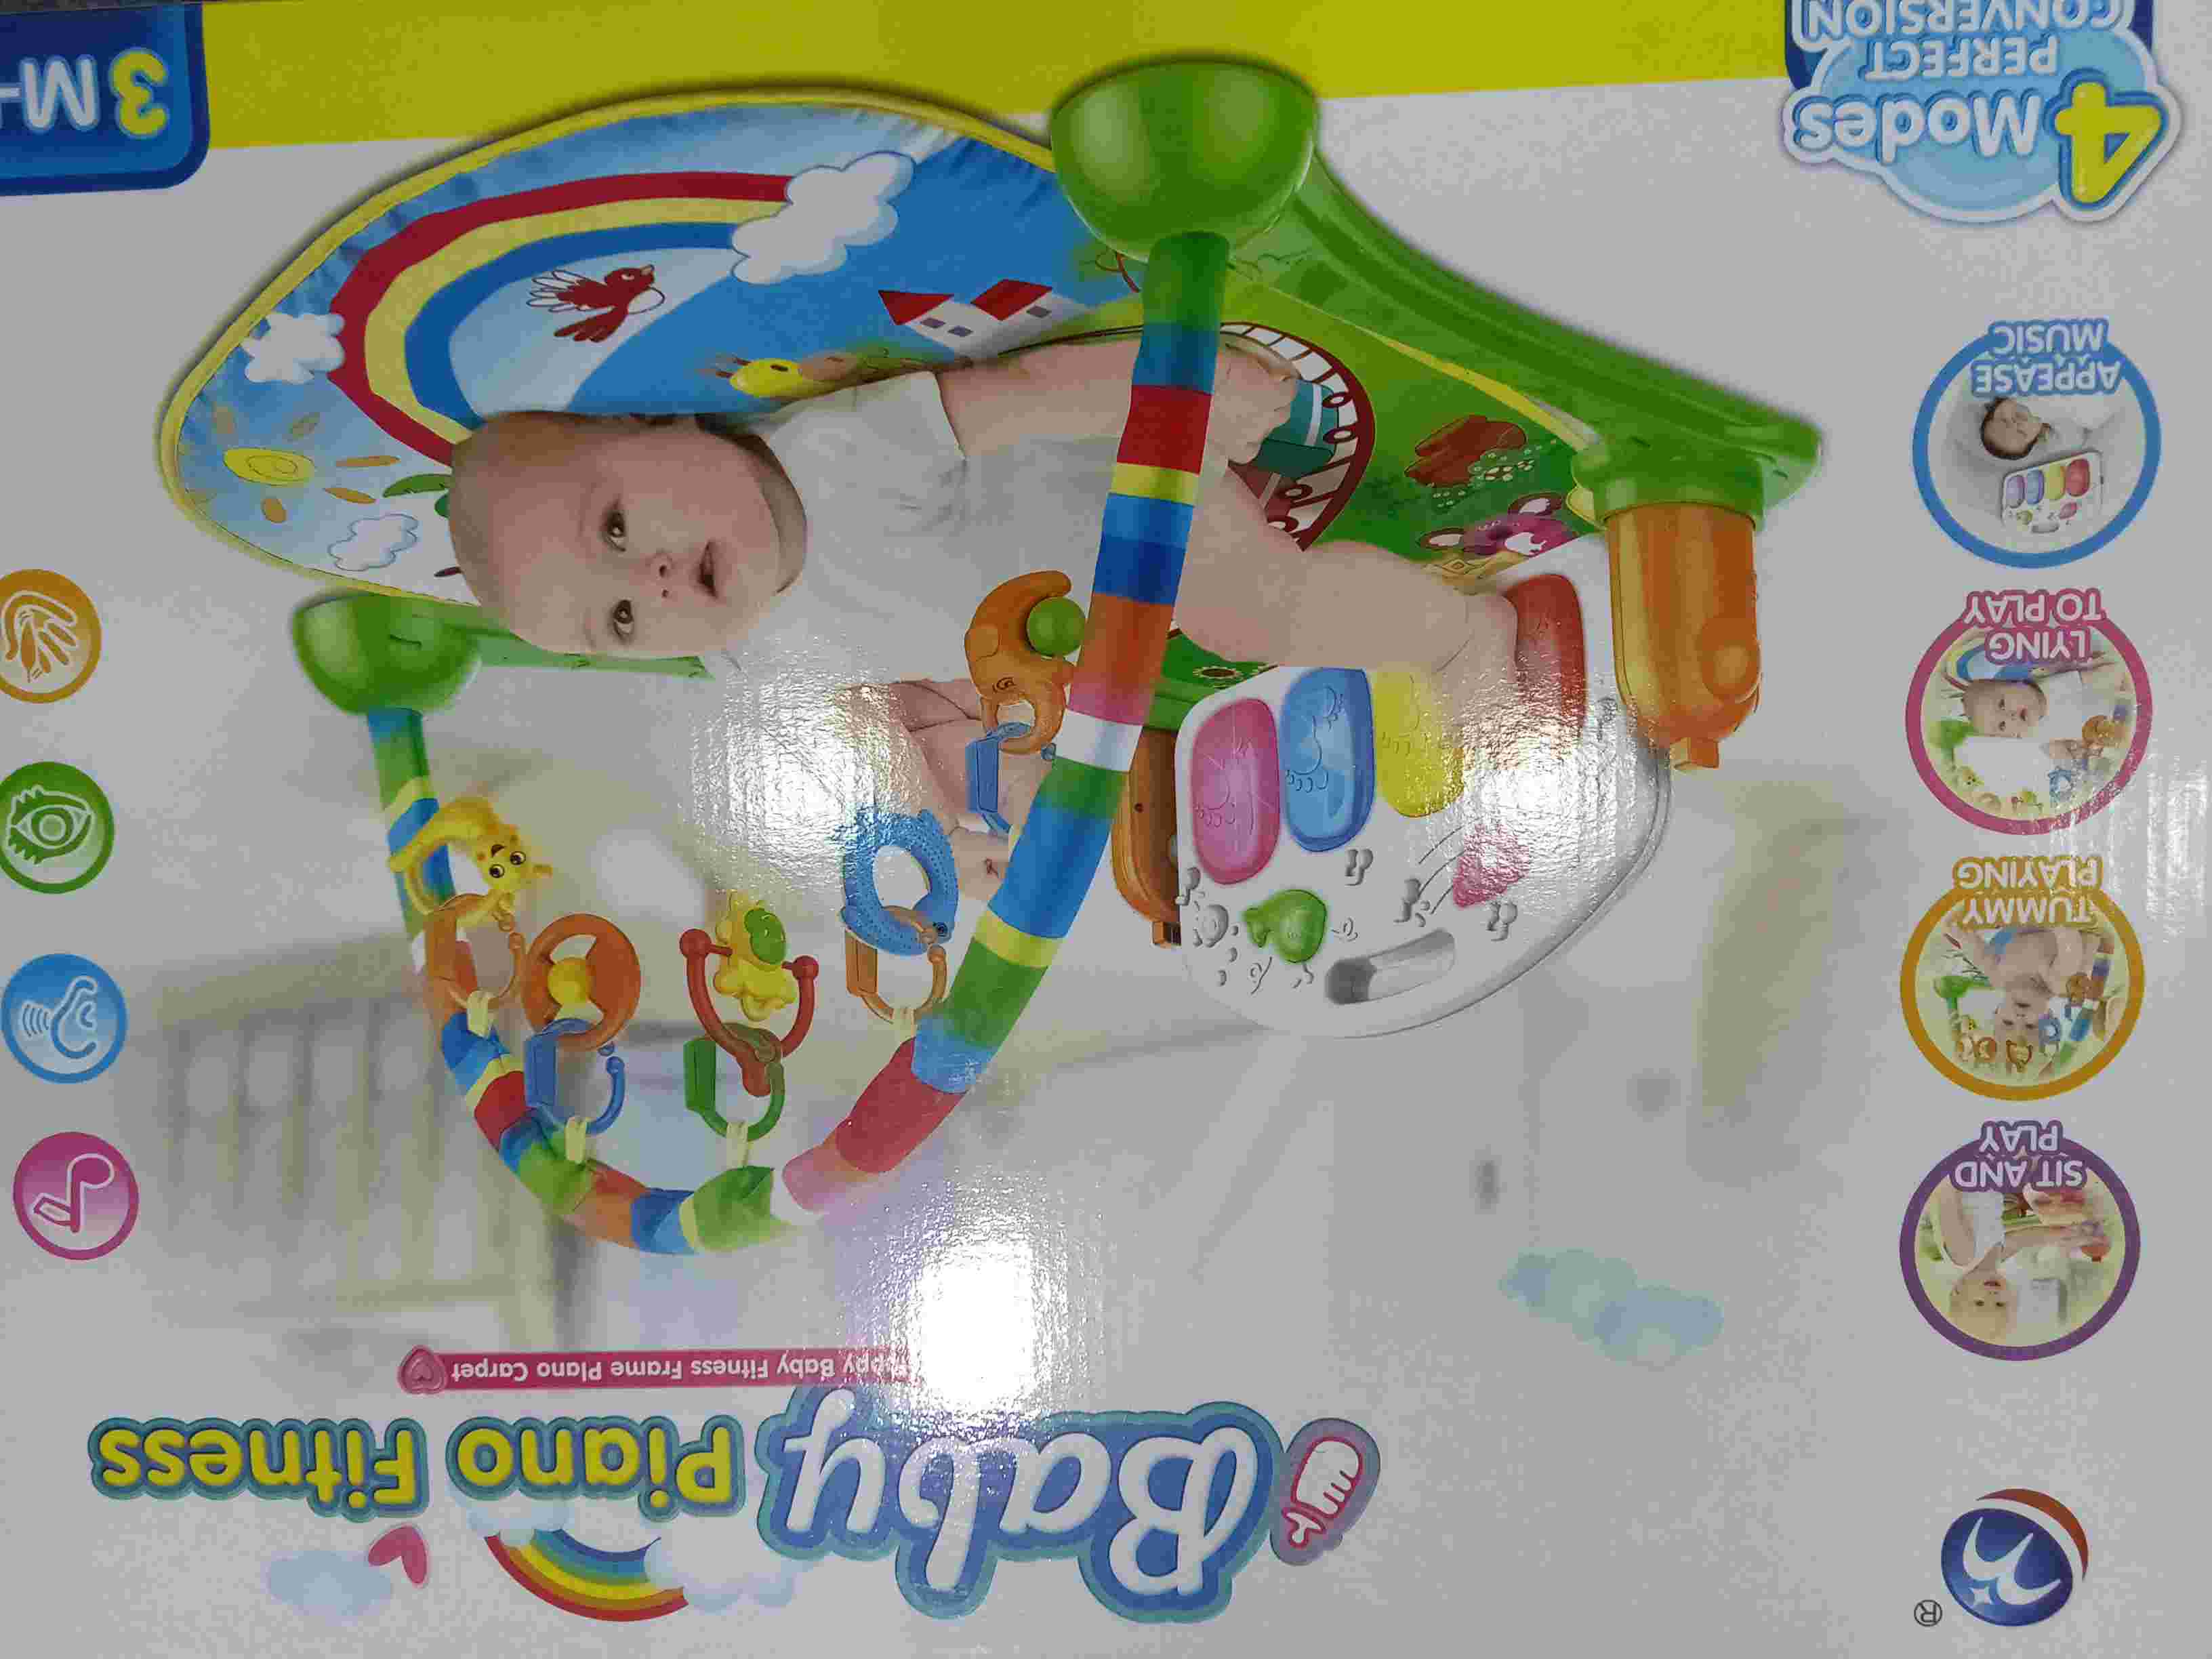 ®
Baby Piano Fitness
Baby Fitness Frame Piano Carpet
SIT AND
PLAY
TUMMY
PLAYING
LYING
TO PLAY
APPEASE
MUSIC
4 Modes
PERFECT
CONVERSION
3 M+